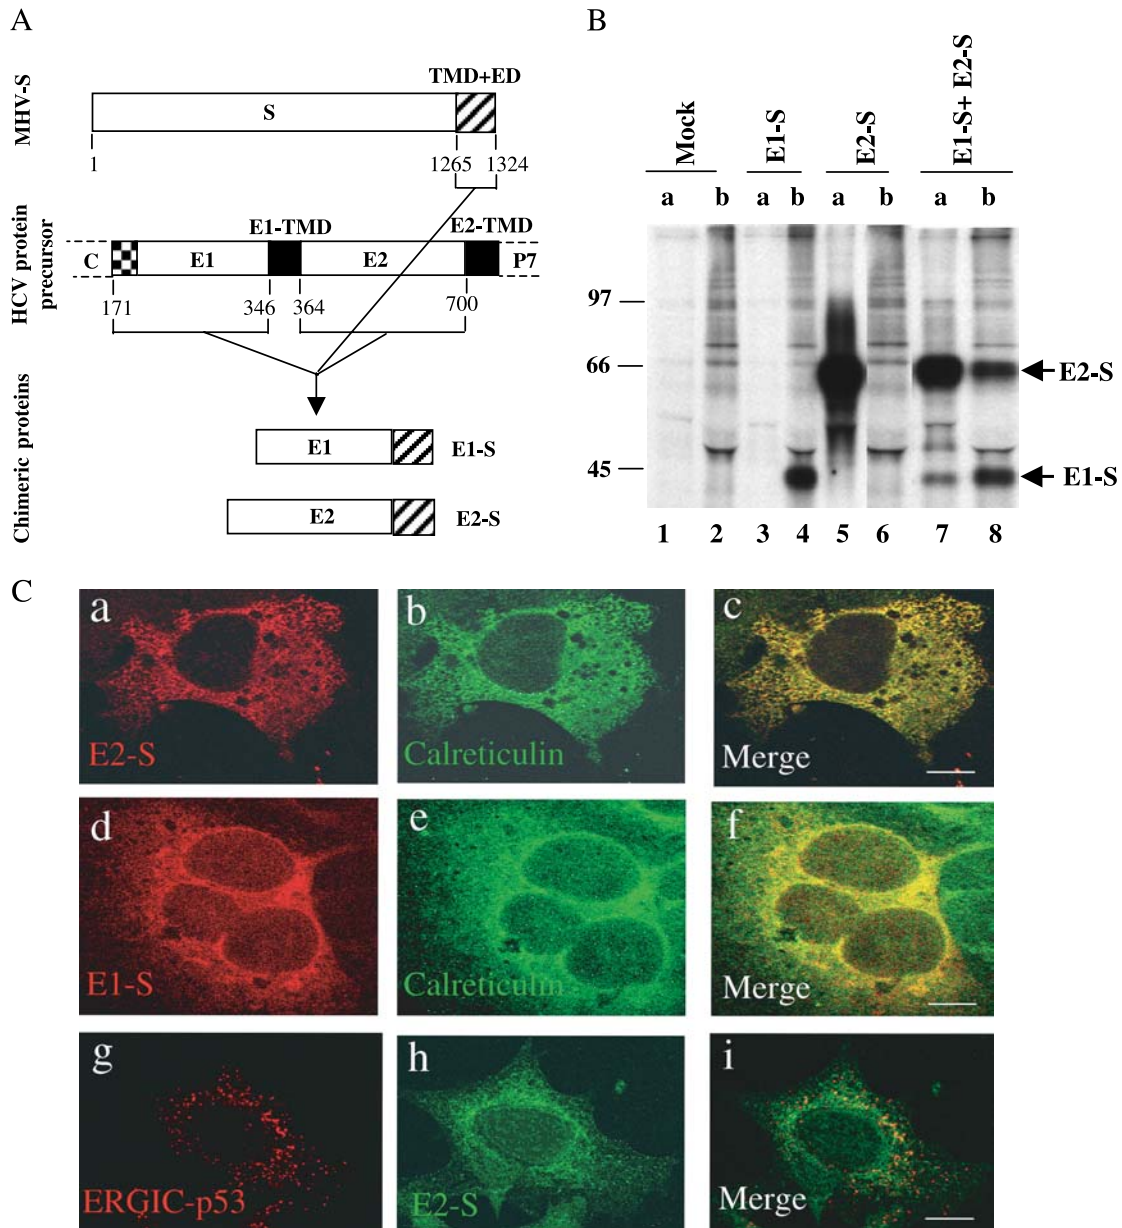 A
MHV-S
TMD+ED
S
1
1265
1324
HCV protein
precursor
E1-TMD
E2-TMD
C
E1
E2
P7
171
346
364
700
Chimeric proteins
E1
E1-S
E2
E2-S
B
Mock
E1-S
E2-S
E1-S+ E2-S
a b a b a b a b
97
66
45
E2-S
E1-S
1 2 3 4 5 6 7 8
C
a
E2-S
b
Calreticulin
c
Merge
d
E1-S
e
Calreticulin
f
Merge
g
ERGIC-p53
h
E2-S
i
Merge